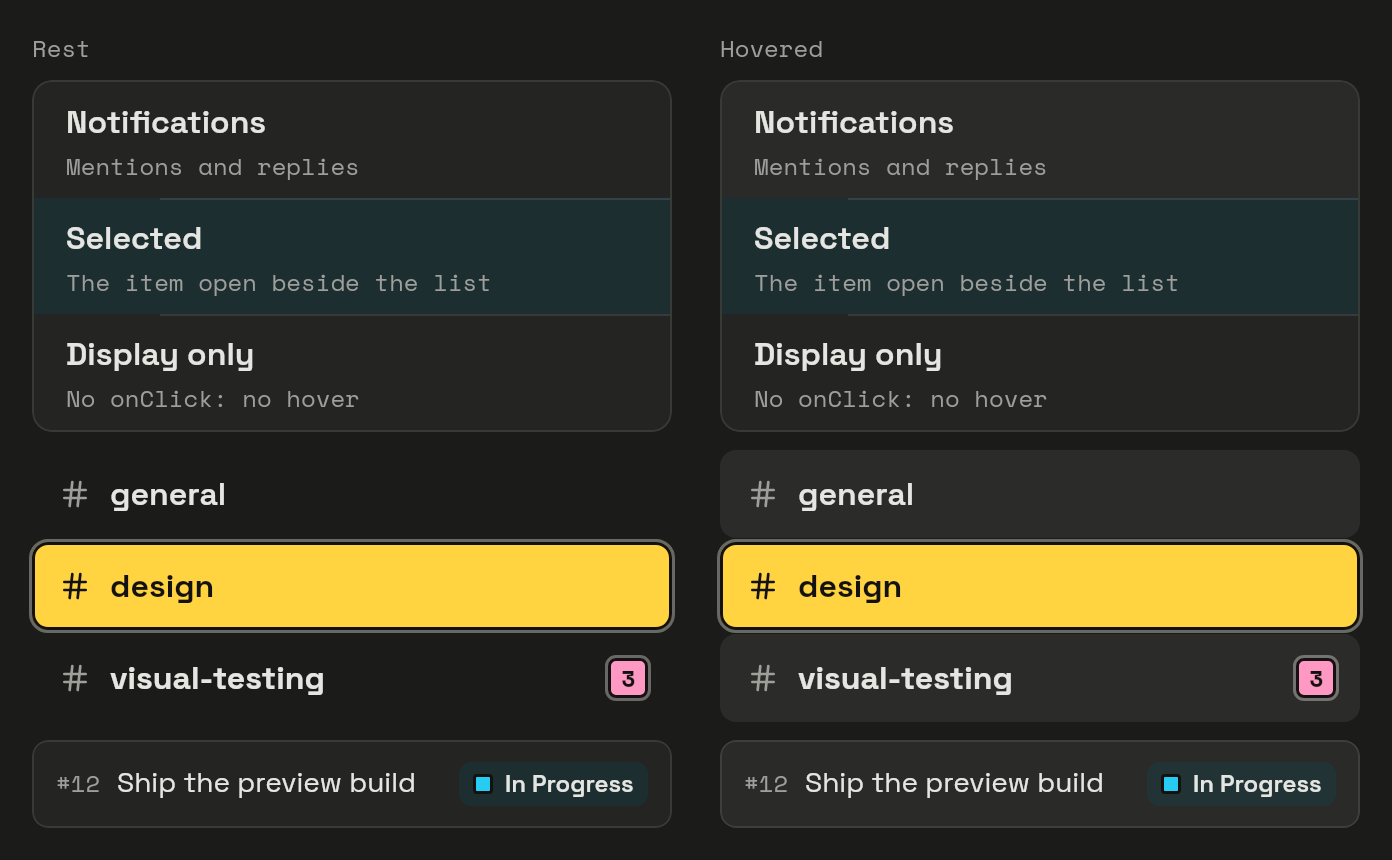 Rest
Notifications
Mentions and replies
Selected
The item open beside the list
Display only
No onClick: no hover
# general
# design
# visual-testing 3
#12 Ship the preview build In Progress
Hovered
Notifications
Mentions and replies
Selected
The item open beside the list
Display only
No onClick: no hover
# general
# design
# visual-testing 3
#12 Ship the preview build In Progress